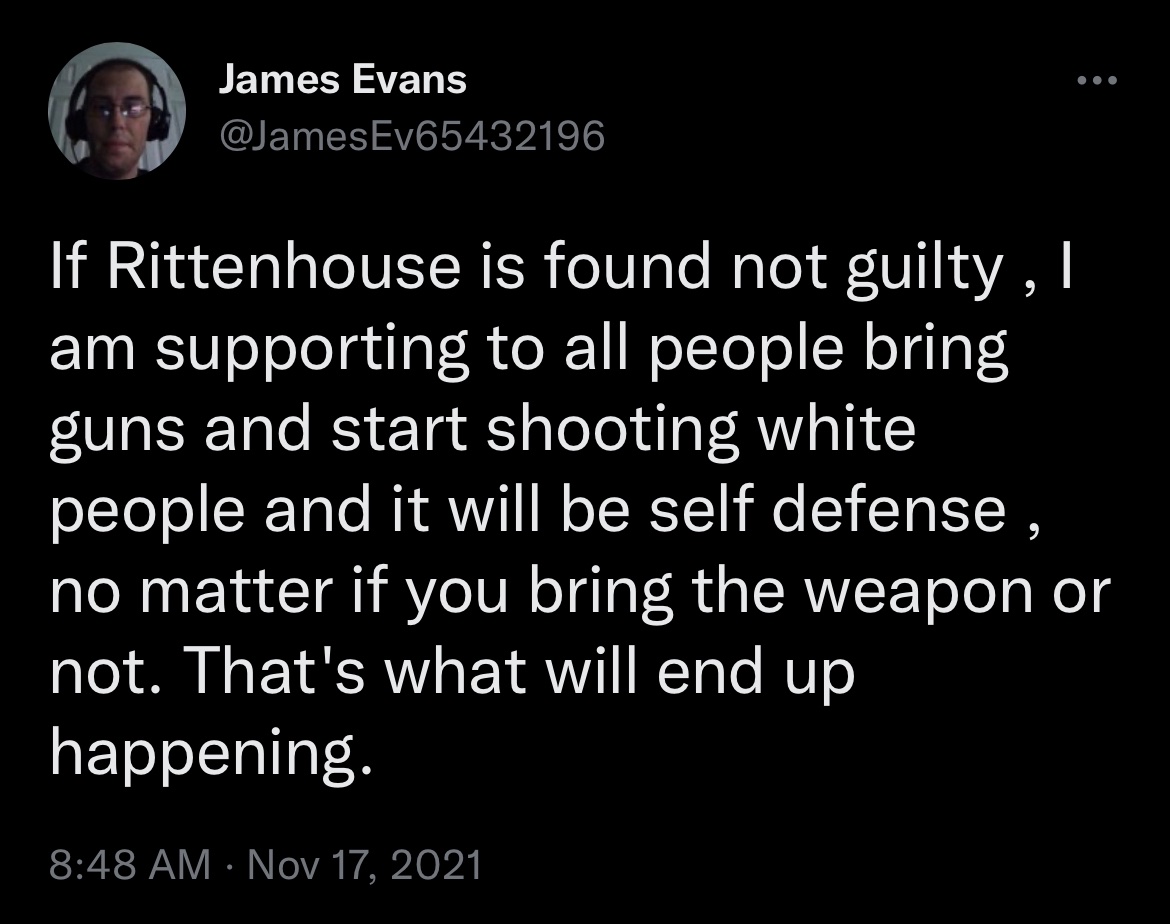 James Evans
@JamesEv65432196
If Rittenhouse is found not guilty , I
am supporting to all people bring
guns and start shooting white
people and it will be self defense ,
no matter if you bring the weapon or
not. That's what will end up
happening.
8:48 AM · Nov 17, 2021